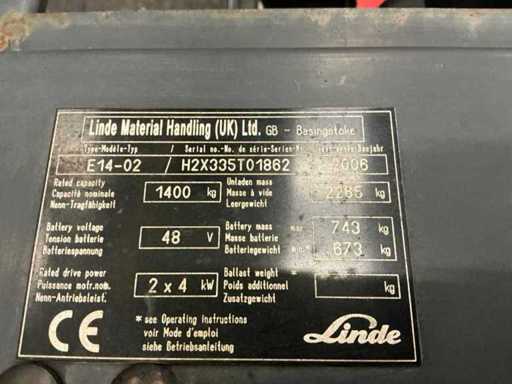 Linde Material Handling (UK) Ltd. GB - Basingstoke
Type-Modèle-Typ / Serial no.-No. de série-Serien-Nr.
E14-02 / H2X335T01862 2006
Rated capacity
Capacité nominale
Nenn-Tragfähigkeit
1400 kg
Unladen mass
Masse à vide
Leergewicht
2285 kg
Battery voltage
Tension batterie
Batteriespannung
48 V
Battery mass
Masse batterie
Batteriegewicht
max 743 kg
min 673 kg
Rated drive power
Puissance motr.nom.
Nenn-Antriebsleist.
2 x 4 kW
Ballast weight *
Poids additionnel
Zusatzgewicht
kg
CE
* see Operating Instructions
voir Mode d'emploi
siehe Betriebsanleitung
Linde